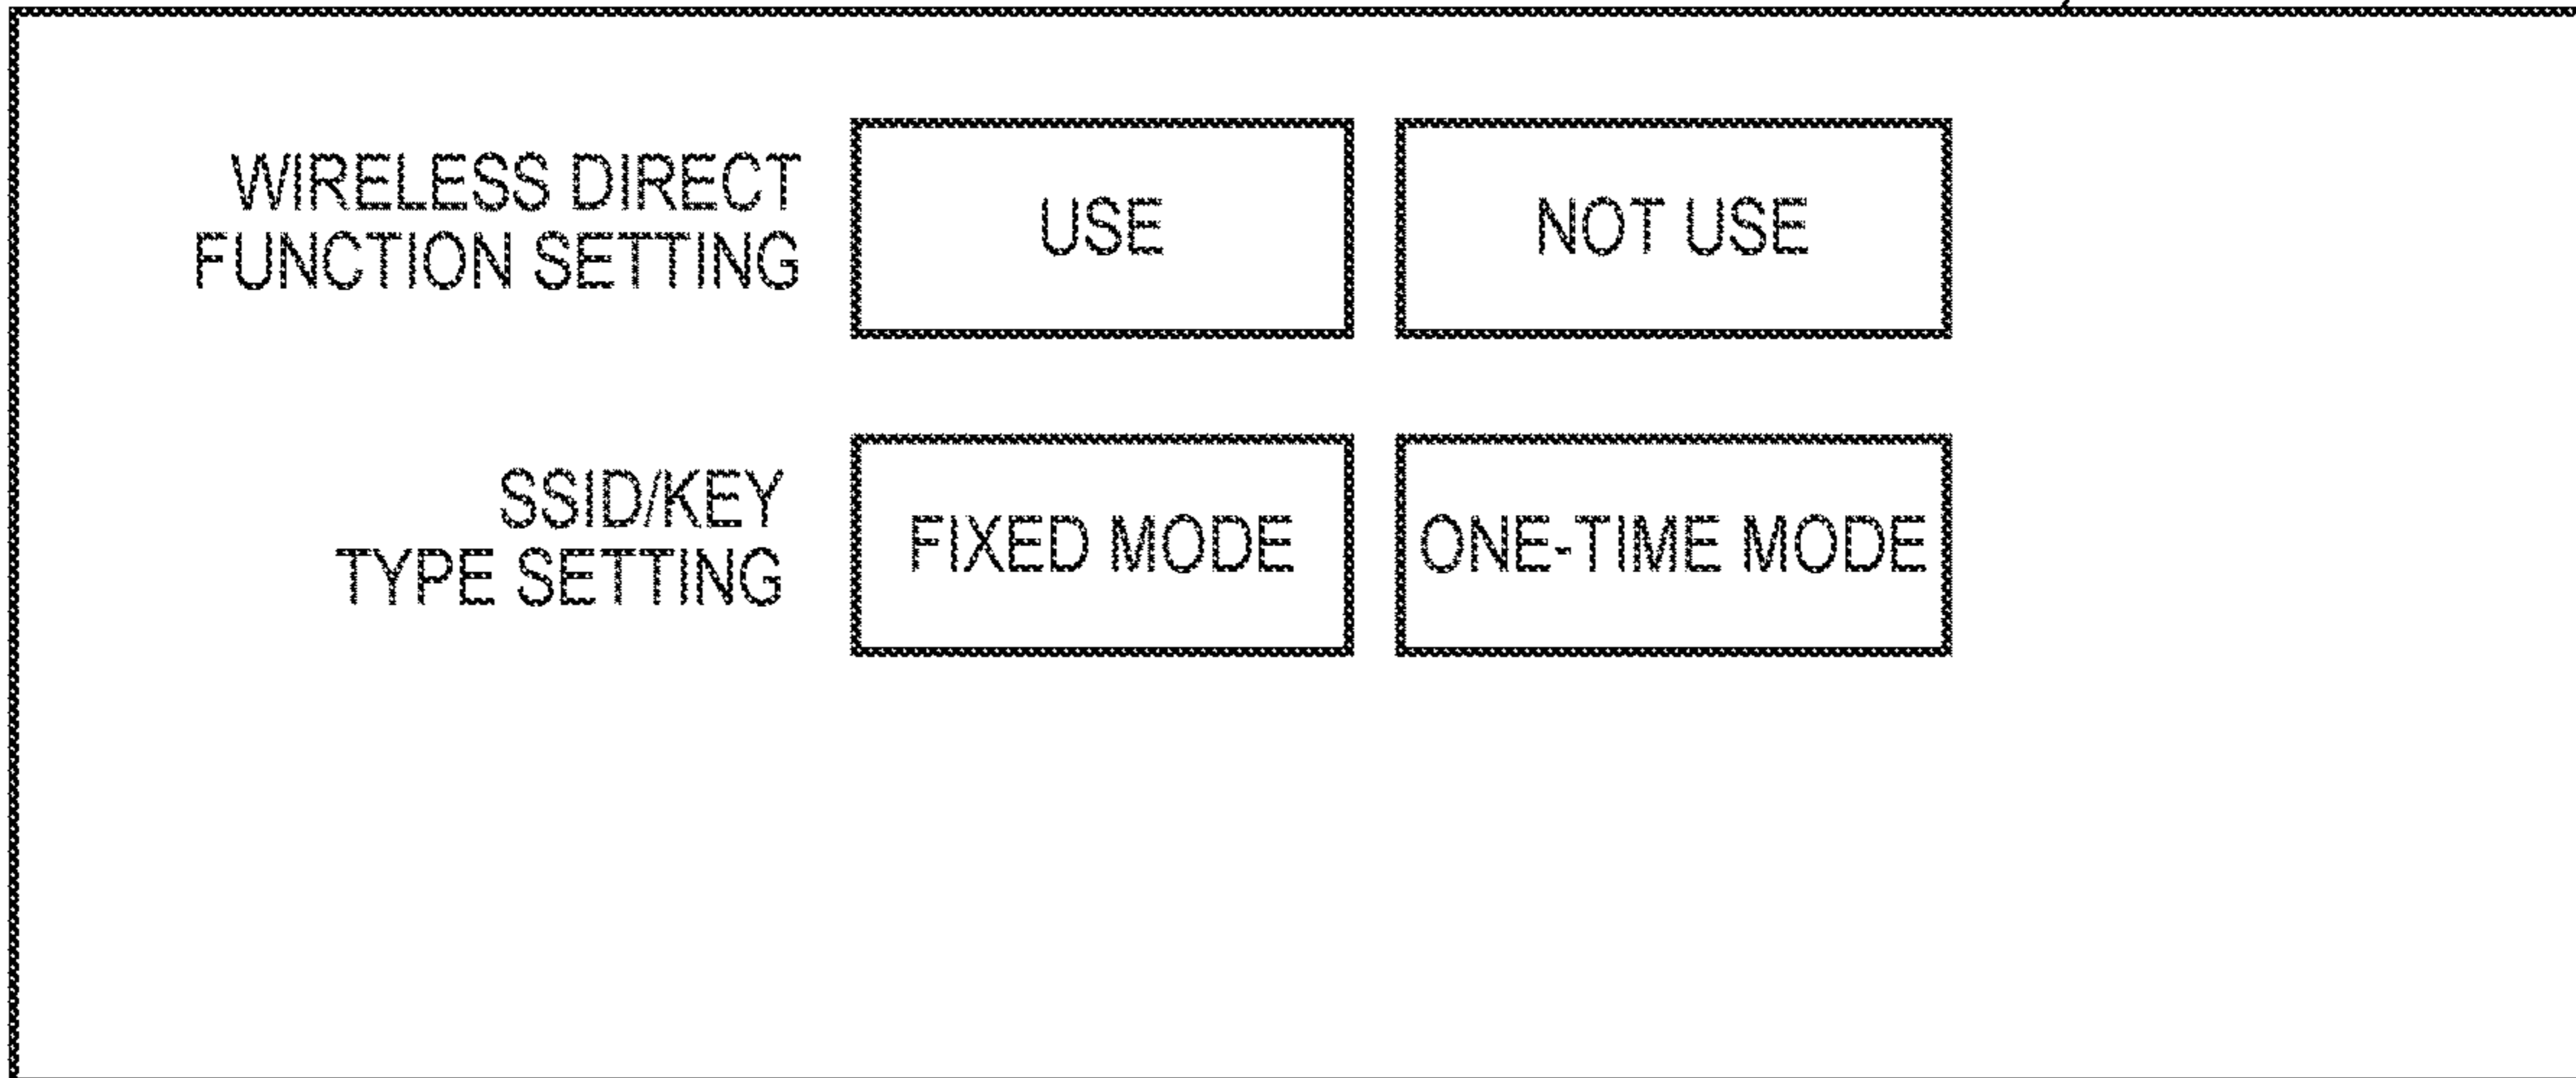 WIRELESS DIRECT
FUNCTION SETTING
USE
NOT USE
SSID/KEY
TYPE SETTING
FIXED MODE
ONE-TIME MODE